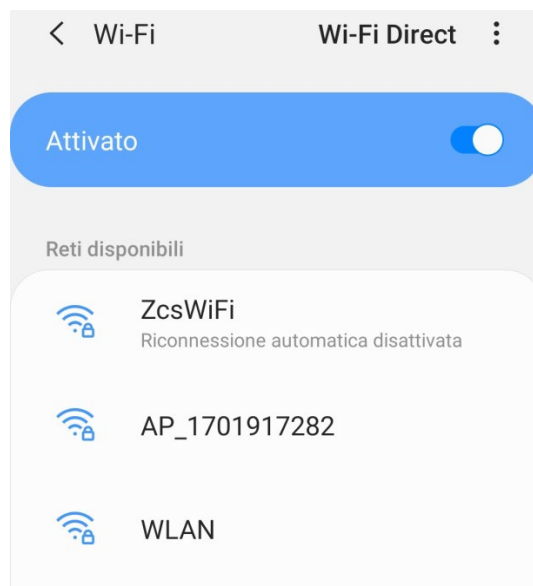 Wi-Fi Wi-Fi Direct
Attivato
Reti disponibili
ZcsWiFi
Riconnessione automatica disattivata
AP_1701917282
WLAN